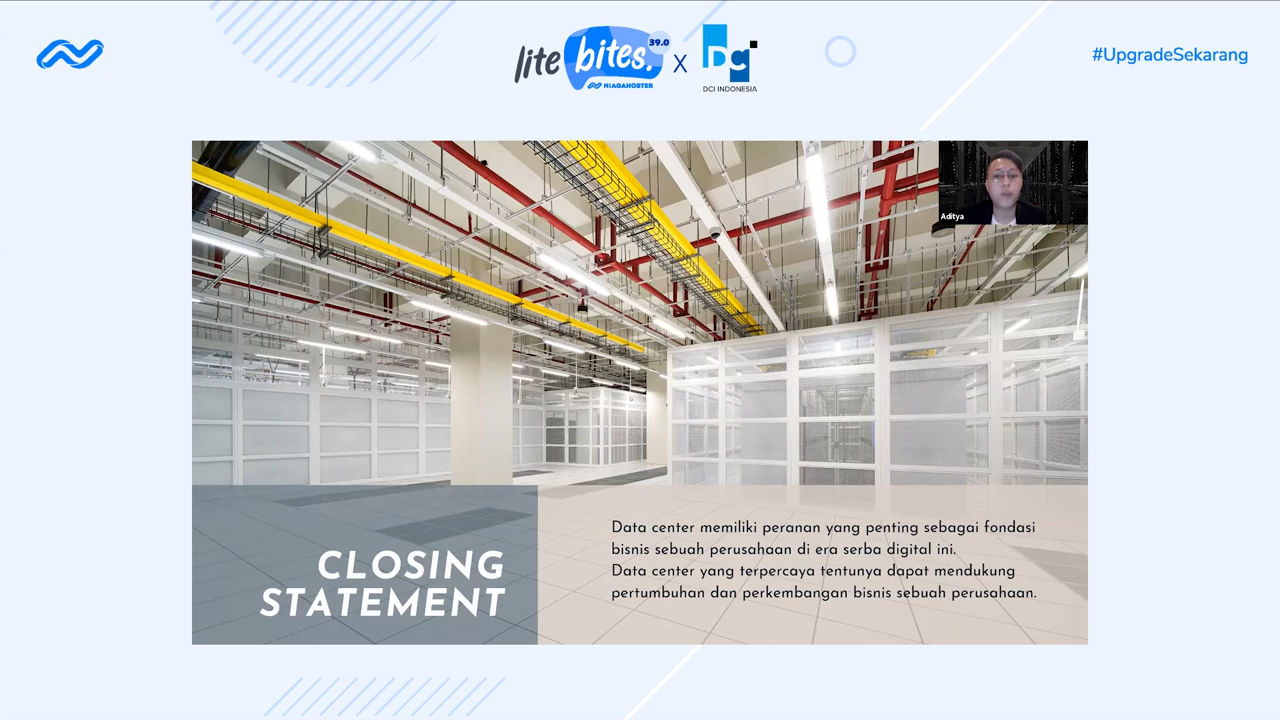 lite bites. 39.0
NIAGAHOSTER
X
DCI
DCI INDONESIA
#UpgradeSekarang
Aditya
CLOSING
STATEMENT
Data center memiliki peranan yang penting sebagai fondasi
bisnis sebuah perusahaan di era serba digital ini.
Data center yang terpercaya tentunya dapat mendukung
pertumbuhan dan perkembangan bisnis sebuah perusahaan.